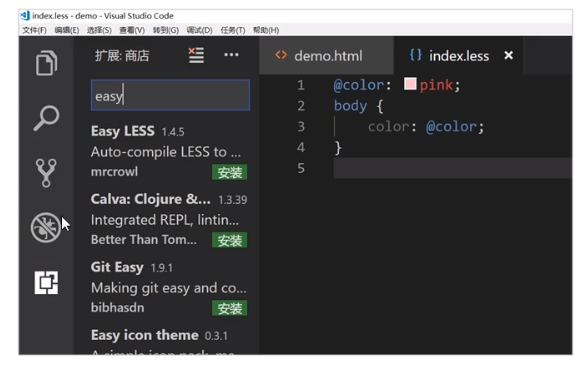 index.less - demo - Visual Studio Code
文件(F) 编辑(E) 选择(S) 查看(V) 转到(G) 调试(D) 任务(T) 帮助(H)
扩展: 商店
demo.html
{} index.less ×
easy
Easy LESS 1.4.5
Auto-compile LESS to ...
mrcrowl 安装
Calva: Clojure &... 1.3.39
Integrated REPL, lintin...
Better Than Tom... 安装
Git Easy 1.9.1
Making git easy and co...
bibhasdn 安装
Easy icon theme 0.3.1
A simple icon pack, me
1 @color: pink;
2 body {
3 color: @color;
4 }
5